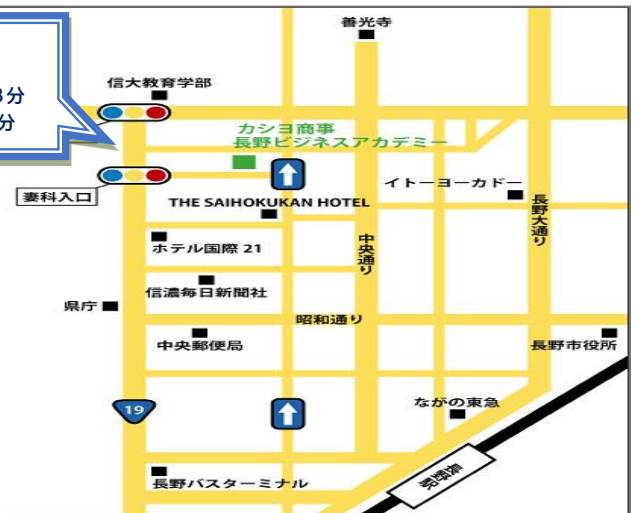 善光寺
信大教育学部
3分
分
カシヨ商事
長野ビジネスアカデミー
イトーヨーカドー
妻科入口
THE SAIHOKUKAN HOTEL
長野大通り
中央通り
ホテル国際21
信濃毎日新聞社
県庁
昭和通り
中央郵便局
長野市役所
19
ながの東急
長野駅
長野バスターミナル